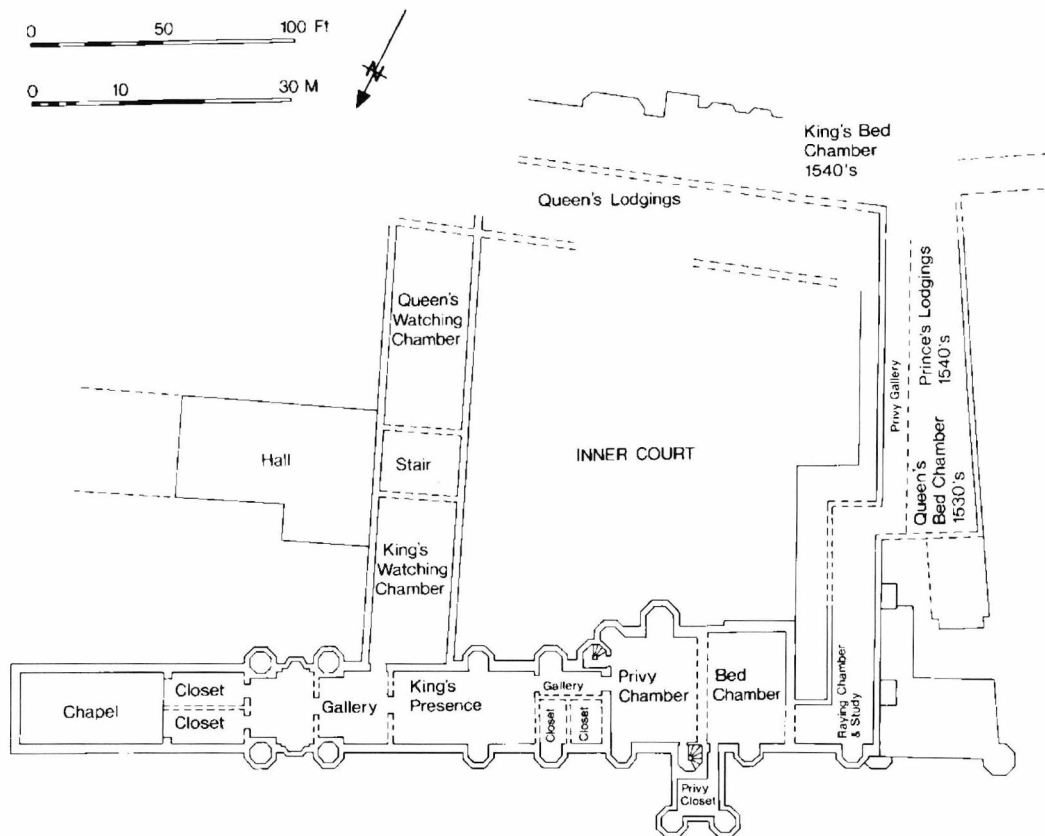 0 50 100 Ft
0 10 30 M
N
King's Bed
Chamber
1540's
Queen's Lodgings
Queen's
Watching
Chamber
Prince's Lodgings
1540's
Privy Gallery
Queen's
Bed Chamber
1530's
Hall
Stair
INNER COURT
King's
Watching
Chamber
Chapel
Closet
Closet
Gallery
King's
Presence
Gallery
Closet
Closet
Privy
Chamber
Bed
Chamber
Raying Chamber
& Study
Privy
Closet